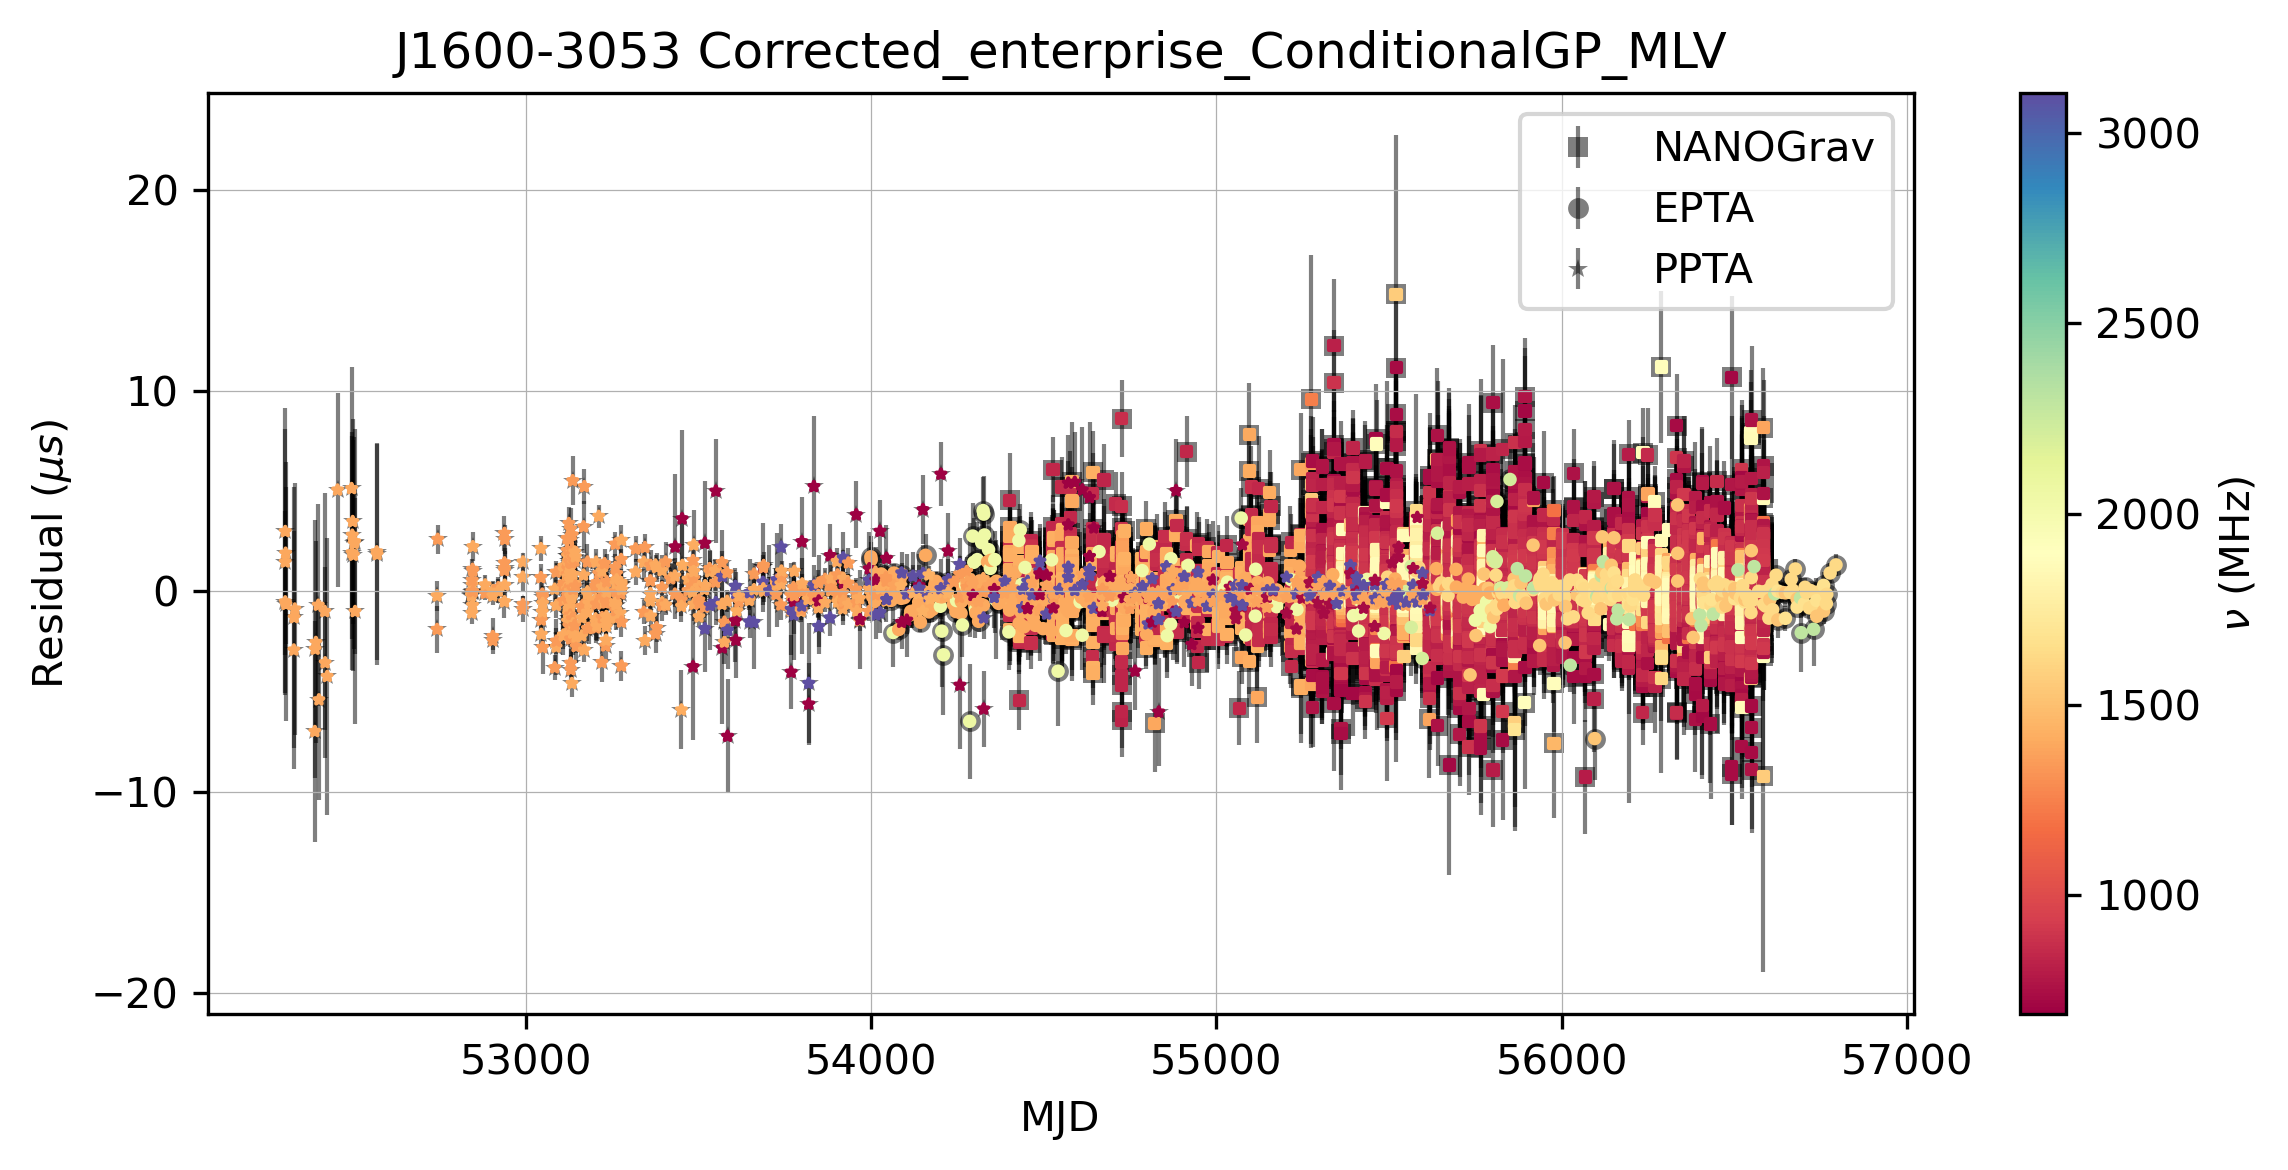 J1600-3053 Corrected_enterprise_ConditionalGP_MLV
NANOGrav
EPTA
PPTA
20
10
0
−10
−20
Residual (μs)
53000
54000
55000
56000
57000
MJD
3000
2500
2000
1500
1000
ν (MHz)